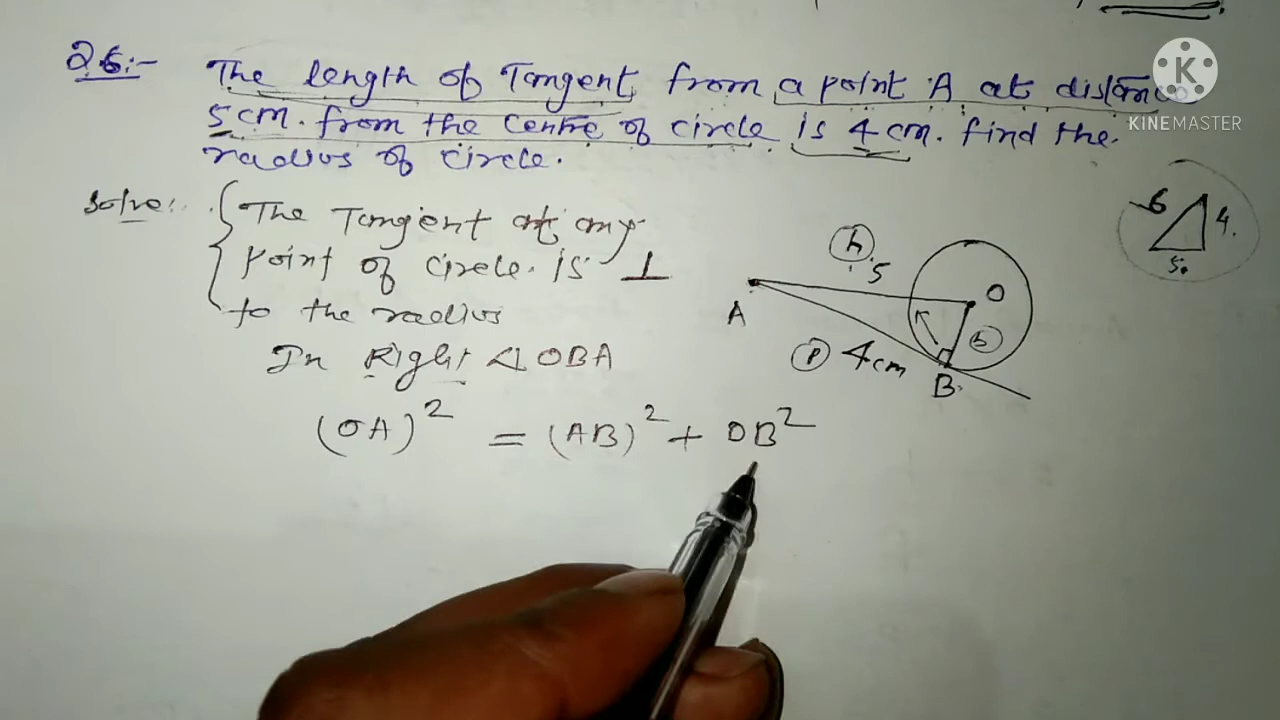 26:-
The length of Tangent from a point A at distance
5 cm. from the Centre of circle is 4 cm. find the
radius of circle.
Solve:
The Tangent at any
point of circle is ⊥
to the radius
In Right △ OBA
(OA)² = (AB)² + OB²
h 5
A
O
b
P 4cm
B
6 4.
5.
K
KINEMASTER